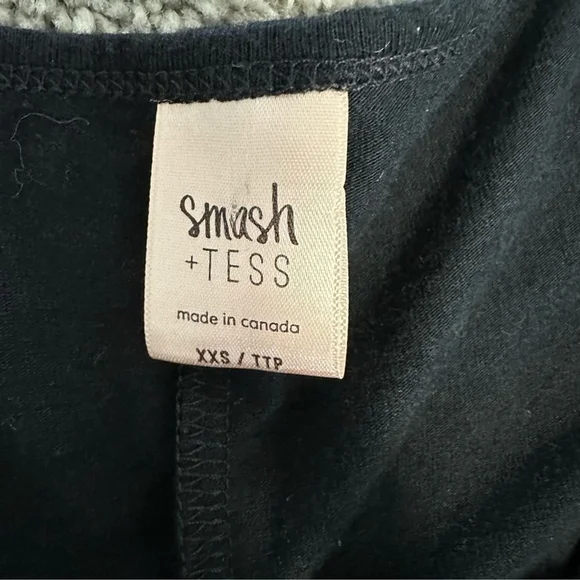 smash
+TESS
made in canada
XXS / TTP